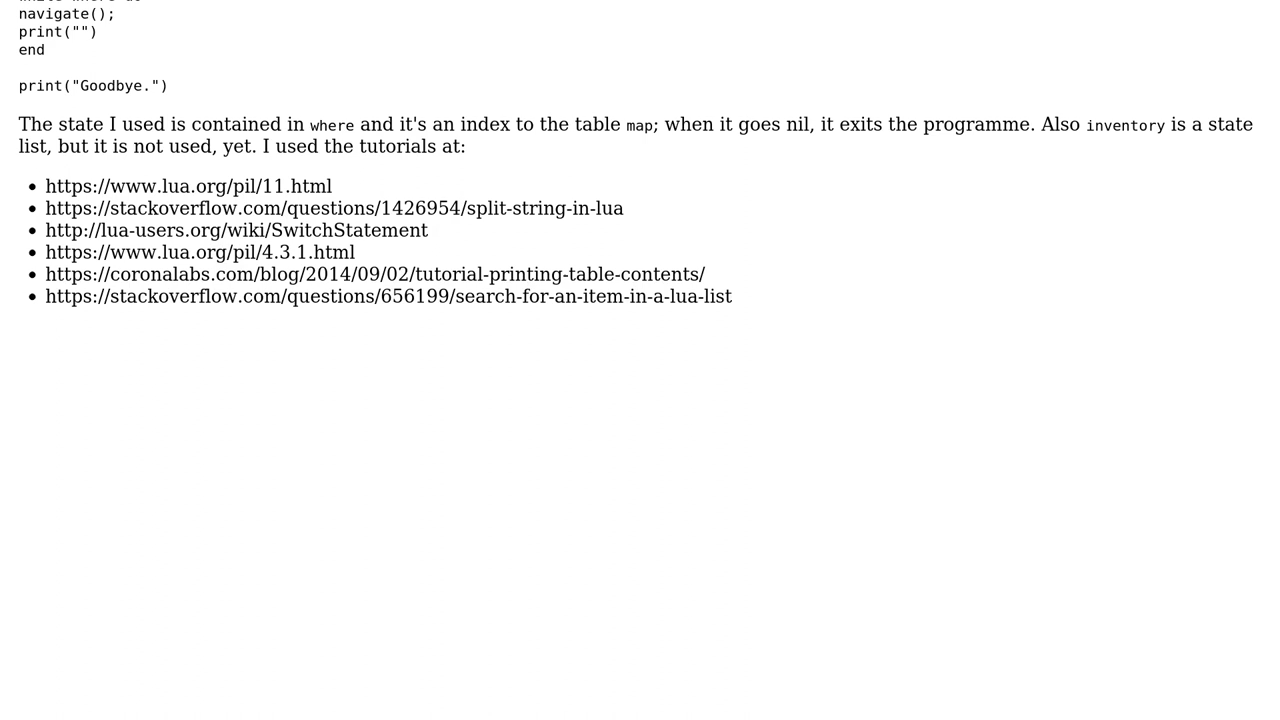 navigate();
print("")
end
print("Goodbye.")
The state I used is contained in where and it's an index to the table map; when it goes nil, it exits the programme. Also inventory is a state
list, but it is not used, yet. I used the tutorials at:
• https://www.lua.org/pil/11.html
• https://stackoverflow.com/questions/1426954/split-string-in-lua
• http://lua-users.org/wiki/SwitchStatement
• https://www.lua.org/pil/4.3.1.html
• https://coronalabs.com/blog/2014/09/02/tutorial-printing-table-contents/
• https://stackoverflow.com/questions/656199/search-for-an-item-in-a-lua-list